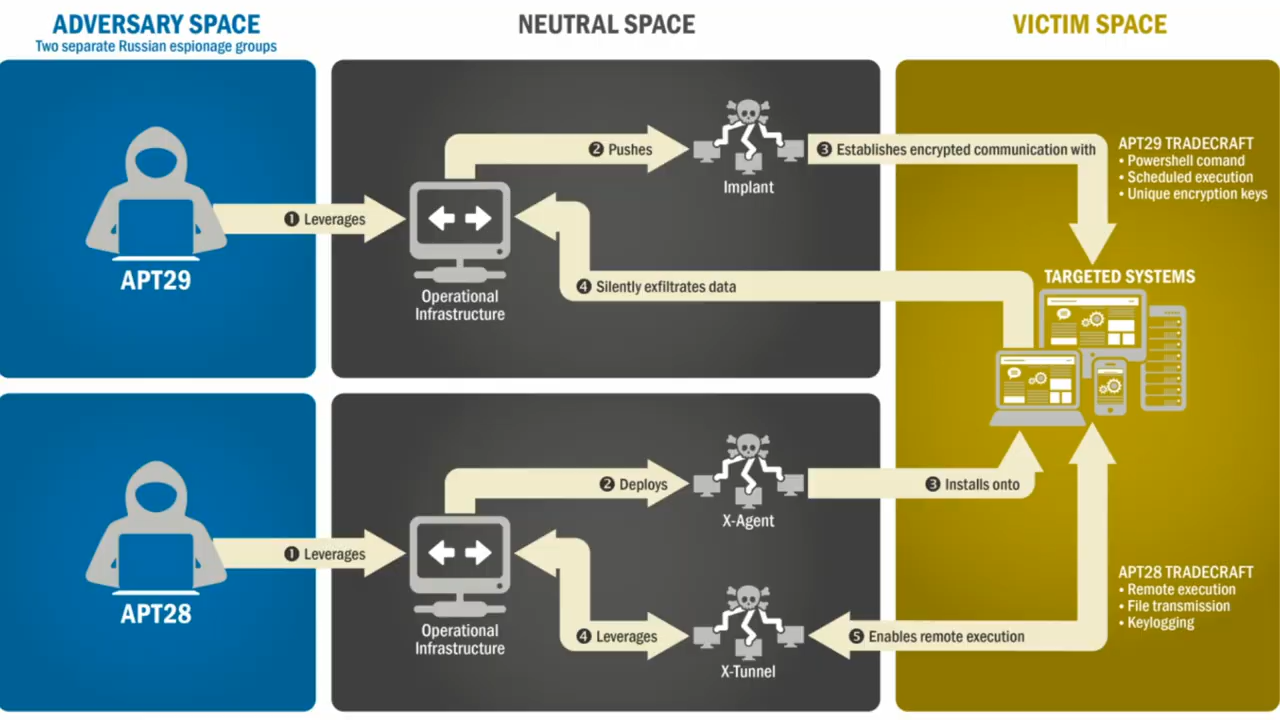 ADVERSARY SPACE
Two separate Russian espionage groups
NEUTRAL SPACE
VICTIM SPACE
APT29
❶ Leverages
Operational
Infrastructure
❷ Pushes
Implant
❸ Establishes encrypted communication with
❹ Silently exfiltrates data
APT29 TRADECRAFT
• Powershell comand
• Scheduled execution
• Unique encryption keys
TARGETED SYSTEMS
APT28
❶ Leverages
Operational
Infrastructure
❷ Deploys
X-Agent
❸ Installs onto
❹ Leverages
X-Tunnel
❺ Enables remote execution
APT28 TRADECRAFT
• Remote execution
• File transmission
• Keylogging